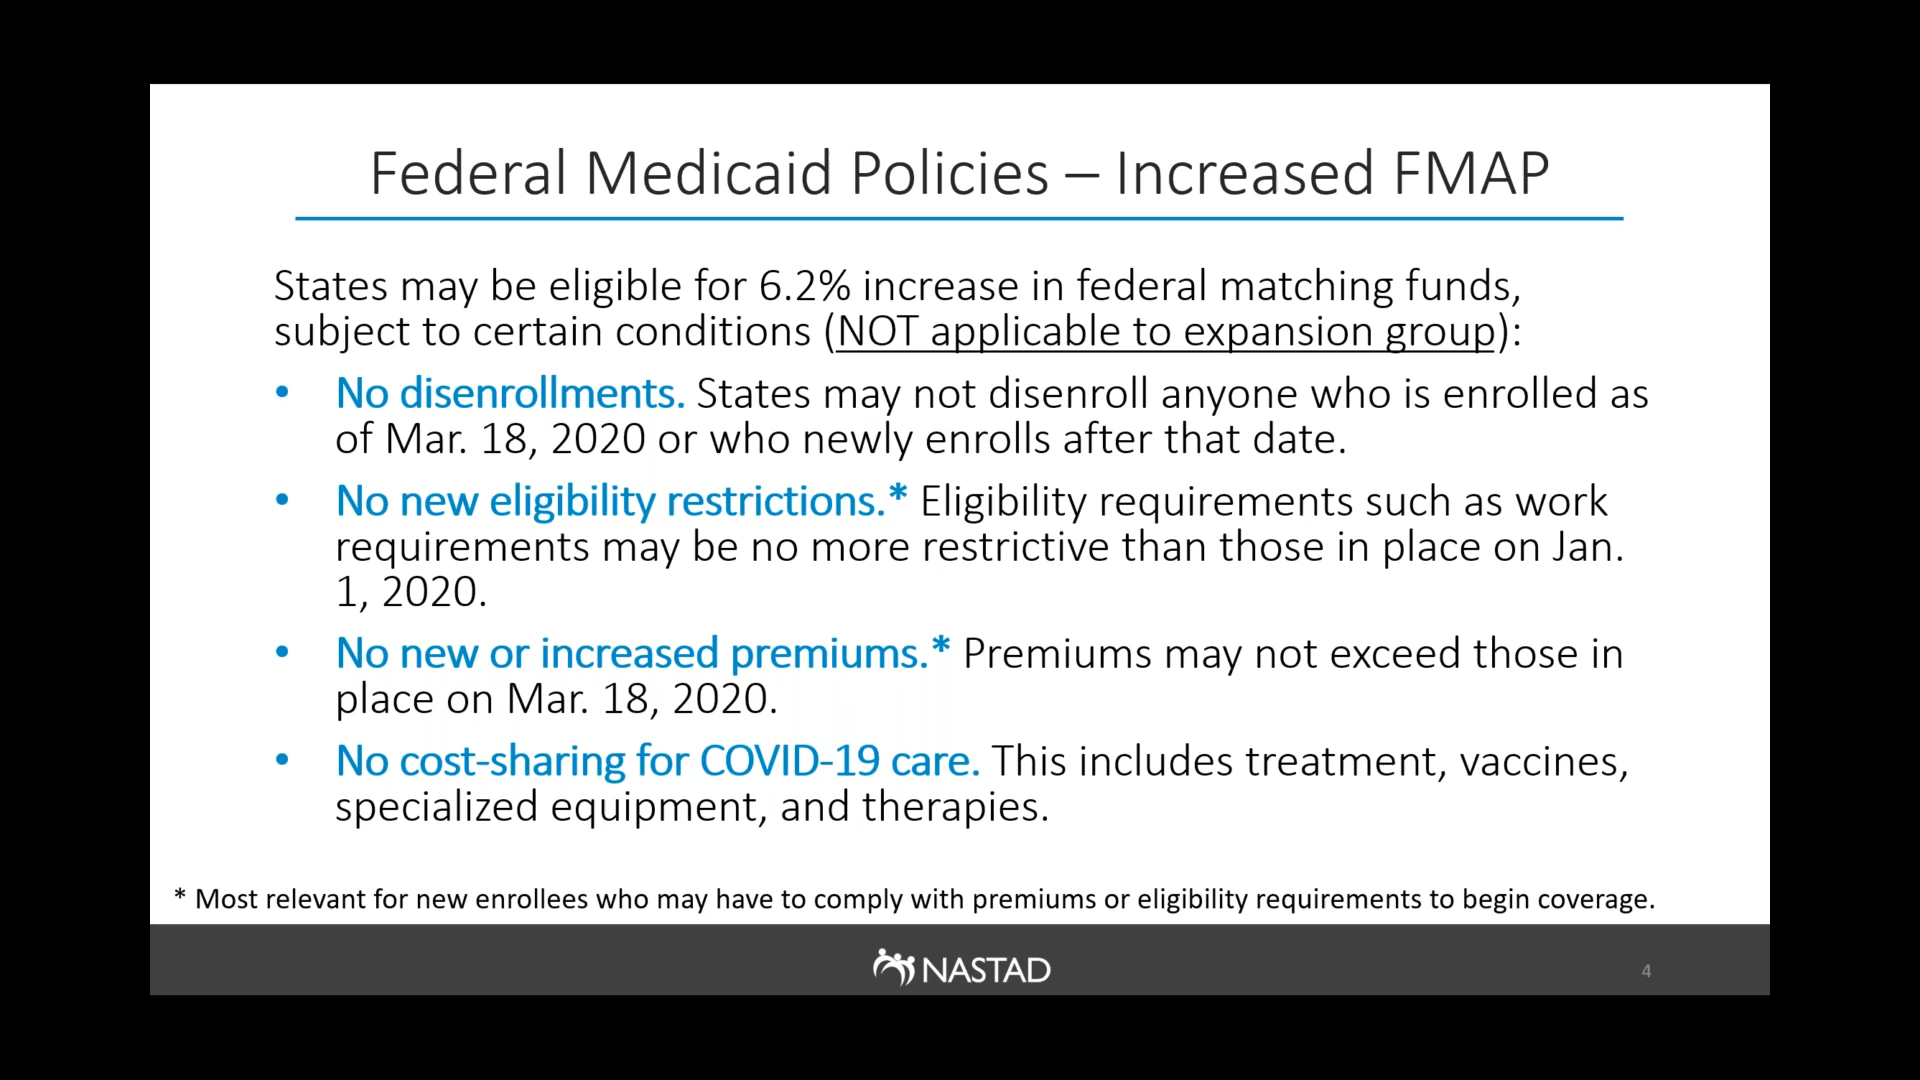 Federal Medicaid Policies – Increased FMAP
States may be eligible for 6.2% increase in federal matching funds,
subject to certain conditions (NOT applicable to expansion group):
• No disenrollments. States may not disenroll anyone who is enrolled as
of Mar. 18, 2020 or who newly enrolls after that date.
• No new eligibility restrictions.* Eligibility requirements such as work
requirements may be no more restrictive than those in place on Jan.
1, 2020.
• No new or increased premiums.* Premiums may not exceed those in
place on Mar. 18, 2020.
• No cost-sharing for COVID-19 care. This includes treatment, vaccines,
specialized equipment, and therapies.
* Most relevant for new enrollees who may have to comply with premiums or eligibility requirements to begin coverage.
NASTAD
4